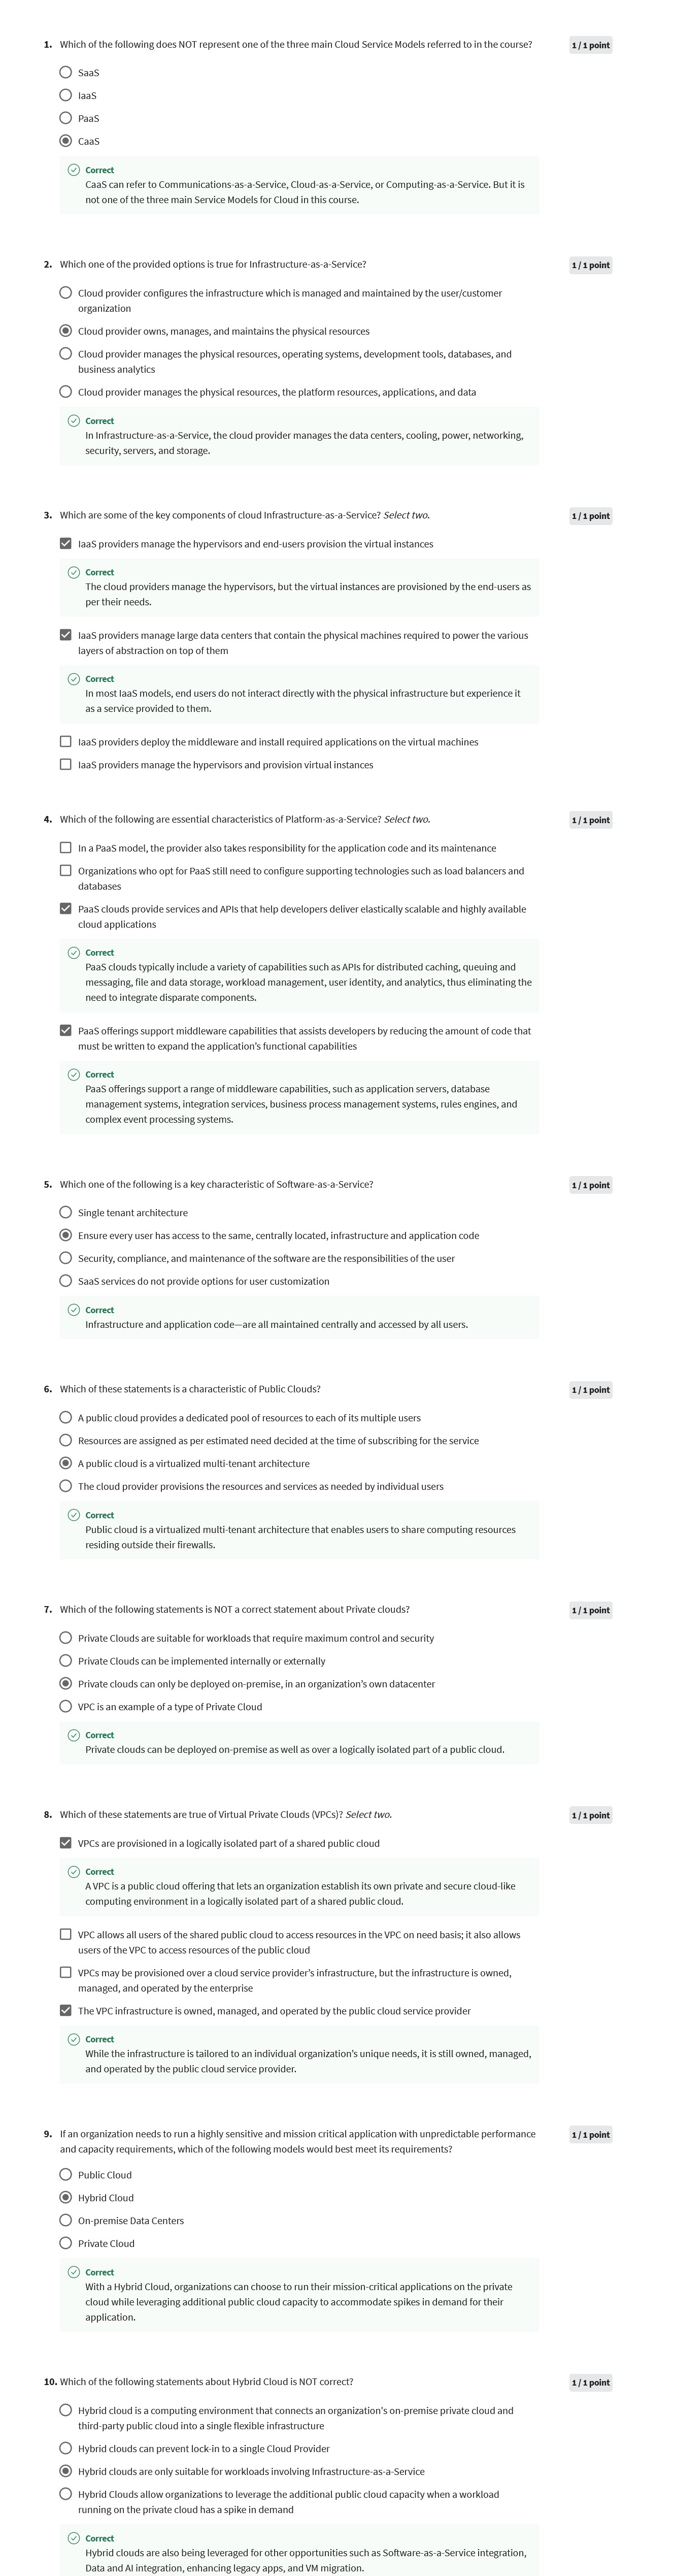 1. Which of the following does NOT represent one of the three main Cloud Service Models referred to in the course?
1 / 1 point
SaaS
IaaS
PaaS
CaaS
Correct
CaaS can refer to Communications-as-a-Service, Cloud-as-a-Service, or Computing-as-a-Service. But it is
not one of the three main Service Models for Cloud in this course.
2. Which one of the provided options is true for Infrastructure-as-a-Service?
1 / 1 point
Cloud provider configures the infrastructure which is managed and maintained by the user/customer
organization
Cloud provider owns, manages, and maintains the physical resources
Cloud provider manages the physical resources, operating systems, development tools, databases, and
business analytics
Cloud provider manages the physical resources, the platform resources, applications, and data
Correct
In Infrastructure-as-a-Service, the cloud provider manages the data centers, cooling, power, networking,
security, servers, and storage.
3. Which are some of the key components of cloud Infrastructure-as-a-Service? Select two.
1 / 1 point
IaaS providers manage the hypervisors and end-users provision the virtual instances
Correct
The cloud providers manage the hypervisors, but the virtual instances are provisioned by the end-users as
per their needs.
IaaS providers manage large data centers that contain the physical machines required to power the various
layers of abstraction on top of them
Correct
In most IaaS models, end users do not interact directly with the physical infrastructure but experience it
as a service provided to them.
IaaS providers deploy the middleware and install required applications on the virtual machines
IaaS providers manage the hypervisors and provision virtual instances
4. Which of the following are essential characteristics of Platform-as-a-Service? Select two.
1 / 1 point
In a PaaS model, the provider also takes responsibility for the application code and its maintenance
Organizations who opt for PaaS still need to configure supporting technologies such as load balancers and
databases
PaaS clouds provide services and APIs that help developers deliver elastically scalable and highly available
cloud applications
Correct
PaaS clouds typically include a variety of capabilities such as APIs for distributed caching, queuing and
messaging, file and data storage, workload management, user identity, and analytics, thus eliminating the
need to integrate disparate components.
PaaS offerings support middleware capabilities that assists developers by reducing the amount of code that
must be written to expand the application's functional capabilities
Correct
PaaS offerings support a range of middleware capabilities, such as application servers, database
management systems, integration services, business process management systems, rules engines, and
complex event processing systems.
5. Which one of the following is a key characteristic of Software-as-a-Service?
1 / 1 point
Single tenant architecture
Ensure every user has access to the same, centrally located, infrastructure and application code
Security, compliance, and maintenance of the software are the responsibilities of the user
SaaS services do not provide options for user customization
Correct
Infrastructure and application code—are all maintained centrally and accessed by all users.
6. Which of these statements is a characteristic of Public Clouds?
1 / 1 point
A public cloud provides a dedicated pool of resources to each of its multiple users
Resources are assigned as per estimated need decided at the time of subscribing for the service
A public cloud is a virtualized multi-tenant architecture
The cloud provider provisions the resources and services as needed by individual users
Correct
Public cloud is a virtualized multi-tenant architecture that enables users to share computing resources
residing outside their firewalls.
7. Which of the following statements is NOT a correct statement about Private clouds?
1 / 1 point
Private Clouds are suitable for workloads that require maximum control and security
Private Clouds can be implemented internally or externally
Private clouds can only be deployed on-premise, in an organization's own datacenter
VPC is an example of a type of Private Cloud
Correct
Private clouds can be deployed on-premise as well as over a logically isolated part of a public cloud.
8. Which of these statements are true of Virtual Private Clouds (VPCs)? Select two.
1 / 1 point
VPCs are provisioned in a logically isolated part of a shared public cloud
Correct
A VPC is a public cloud offering that lets an organization establish its own private and secure cloud-like
computing environment in a logically isolated part of a shared public cloud.
VPC allows all users of the shared public cloud to access resources in the VPC on need basis; it also allows
users of the VPC to access resources of the public cloud
VPCs may be provisioned over a cloud service provider's infrastructure, but the infrastructure is owned,
managed, and operated by the enterprise
The VPC infrastructure is owned, managed, and operated by the public cloud service provider
Correct
While the infrastructure is tailored to an individual organization's unique needs, it is still owned, managed,
and operated by the public cloud service provider.
9. If an organization needs to run a highly sensitive and mission critical application with unpredictable performance
and capacity requirements, which of the following models would best meet its requirements?
1 / 1 point
Public Cloud
Hybrid Cloud
On-premise Data Centers
Private Cloud
Correct
With a Hybrid Cloud, organizations can choose to run their mission-critical applications on the private
cloud while leveraging additional public cloud capacity to accommodate spikes in demand for their
application.
10. Which of the following statements about Hybrid Cloud is NOT correct?
1 / 1 point
Hybrid cloud is a computing environment that connects an organization's on-premise private cloud and
third-party public cloud into a single flexible infrastructure
Hybrid clouds can prevent lock-in to a single Cloud Provider
Hybrid clouds are only suitable for workloads involving Infrastructure-as-a-Service
Hybrid Clouds allow organizations to leverage the additional public cloud capacity when a workload
running on the private cloud has a spike in demand
Correct
Hybrid clouds are also being leveraged for other opportunities such as Software-as-a-Service integration,
Data and AI integration, enhancing legacy apps, and VM migration.